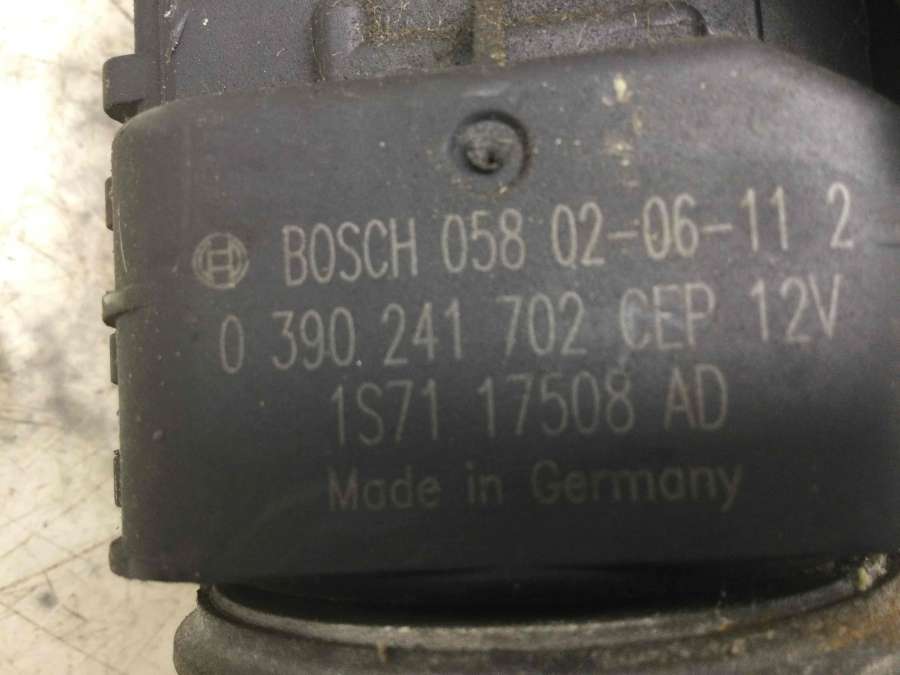 BOSCH 058 02-06-11 2
0 390 241 702 CEP 12V
1S71 17508 AD
Made in Germany